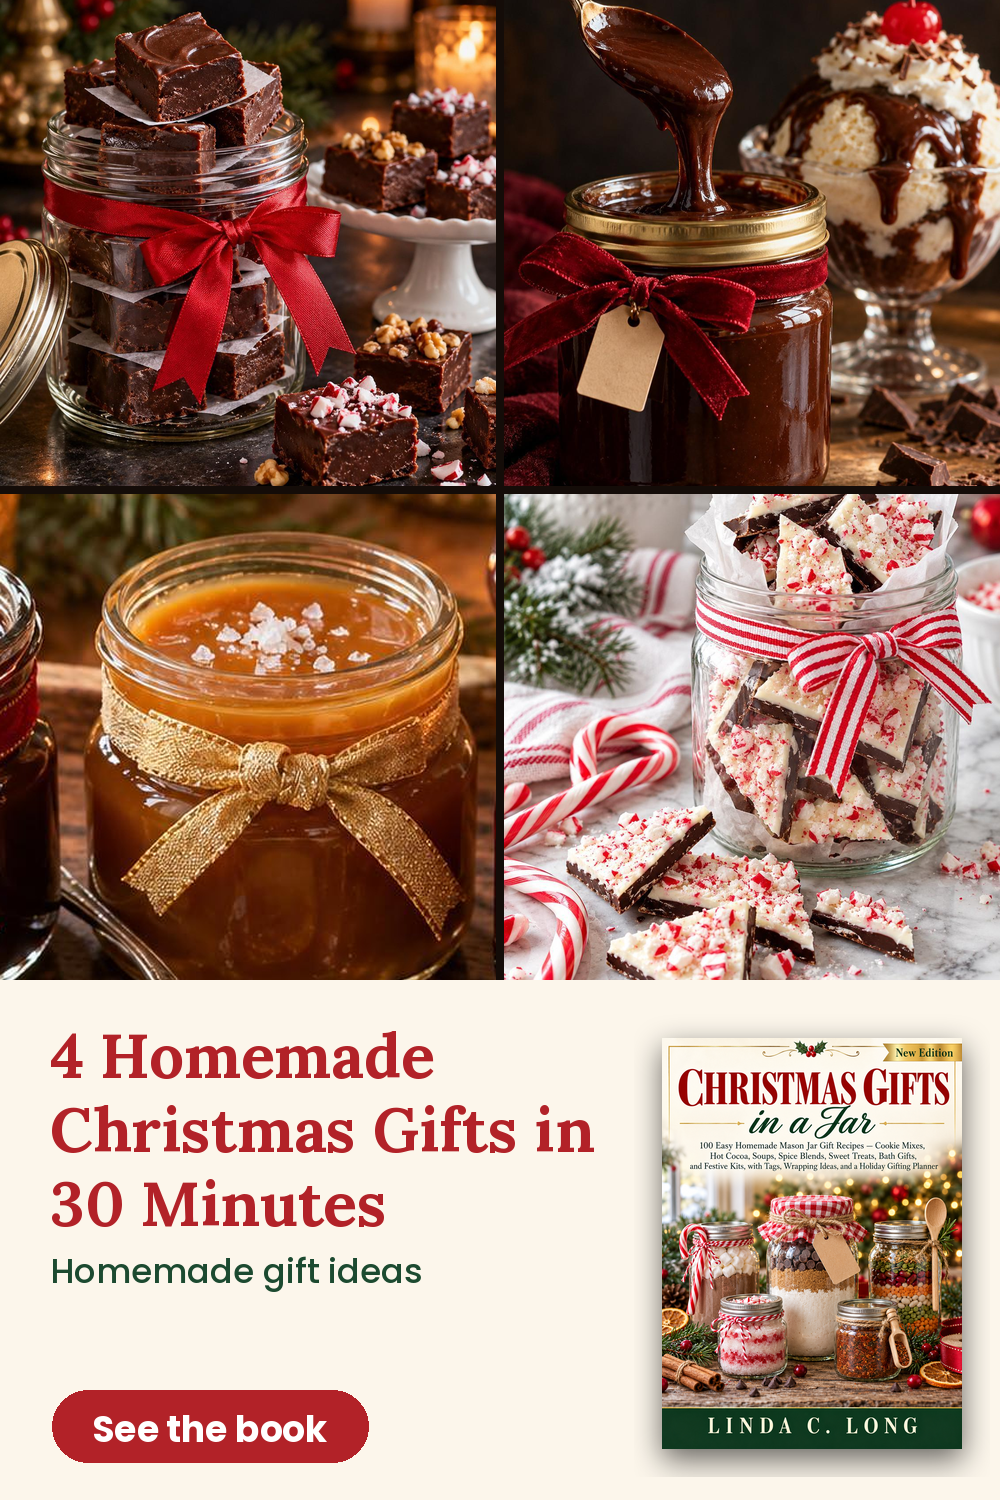 4 Homemade
Christmas Gifts in
30 Minutes
Homemade gift ideas
See the book
New Edition
CHRISTMAS GIFTS
in a Jar
100 Easy Homemade Mason Jar Gift Recipes — Cookie Mixes,
Hot Cocoa, Soups, Spice Blends, Sweet Treats, Bath Gifts,
and Festive Kits, with Tags, Wrapping Ideas, and a Holiday Gifting Planner
LINDA C. LONG